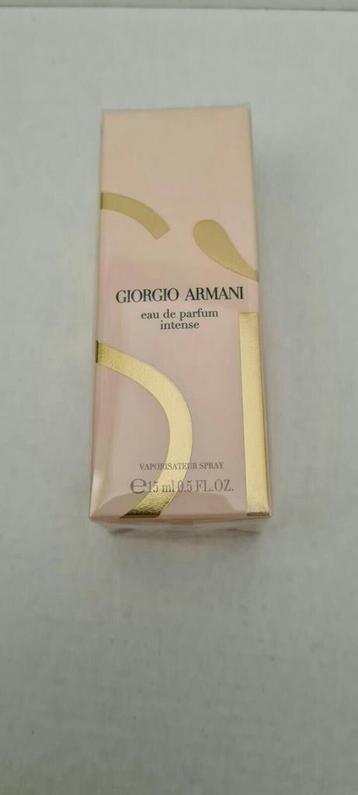 GIORGIO ARMANI
eau de parfum
intense
VAPORISATEUR SPRAY
℮15 ml 0.5 FL.OZ.